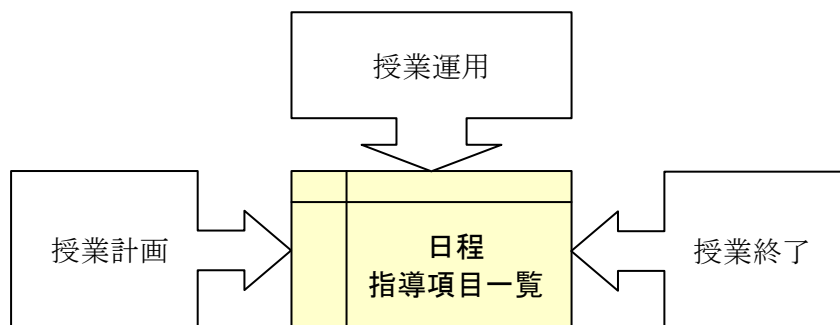 授業運用
授業計画
日程
指導項目一覧
授業終了